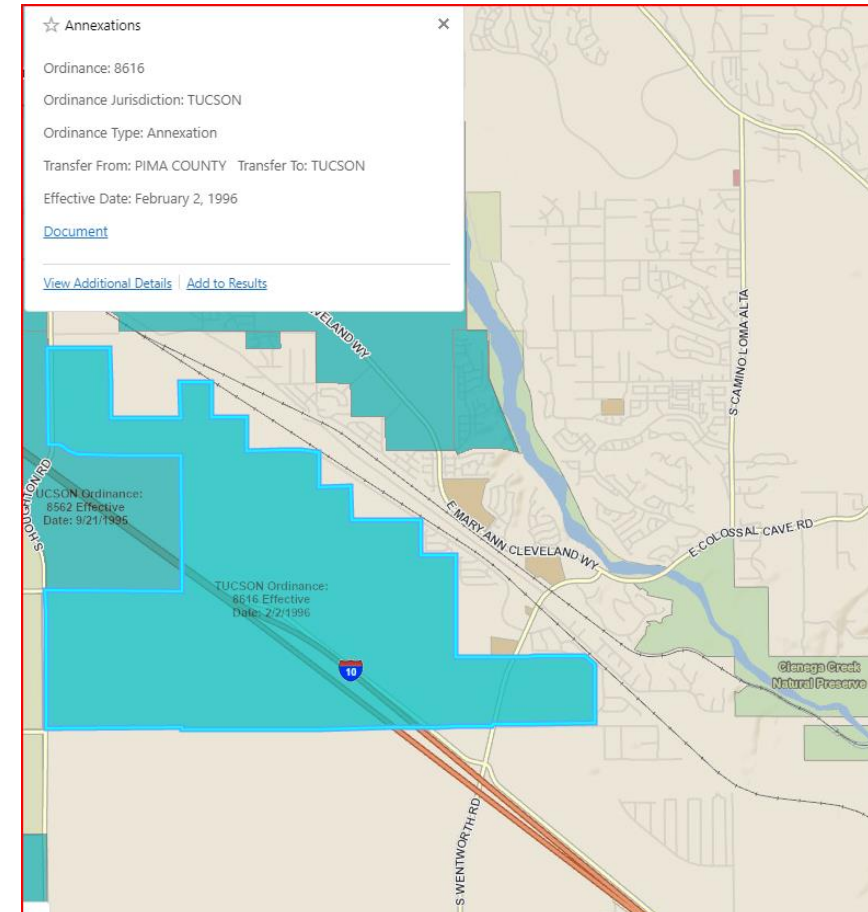 Annexations
Ordinance: 8616
Ordinance Jurisdiction: TUCSON
Ordinance Type: Annexation
Transfer From: PIMA COUNTY Transfer To: TUCSON
Effective Date: February 2, 1996
Document
View Additional Details Add to Results
VELAND WY
S CAMINO LOMA ALTA
S HOUGHTON RD
UCSON Ordinance:
8562 Effective
Date: 9/21/1995
E MARY ANN CLEVELAND WY
E COLOSSAL CAVE RD
TUCSON Ordinance:
8616 Effective
Date: 2/2/1996
10
Cienega Creek
Natural Preserve
S WENTWORTH RD